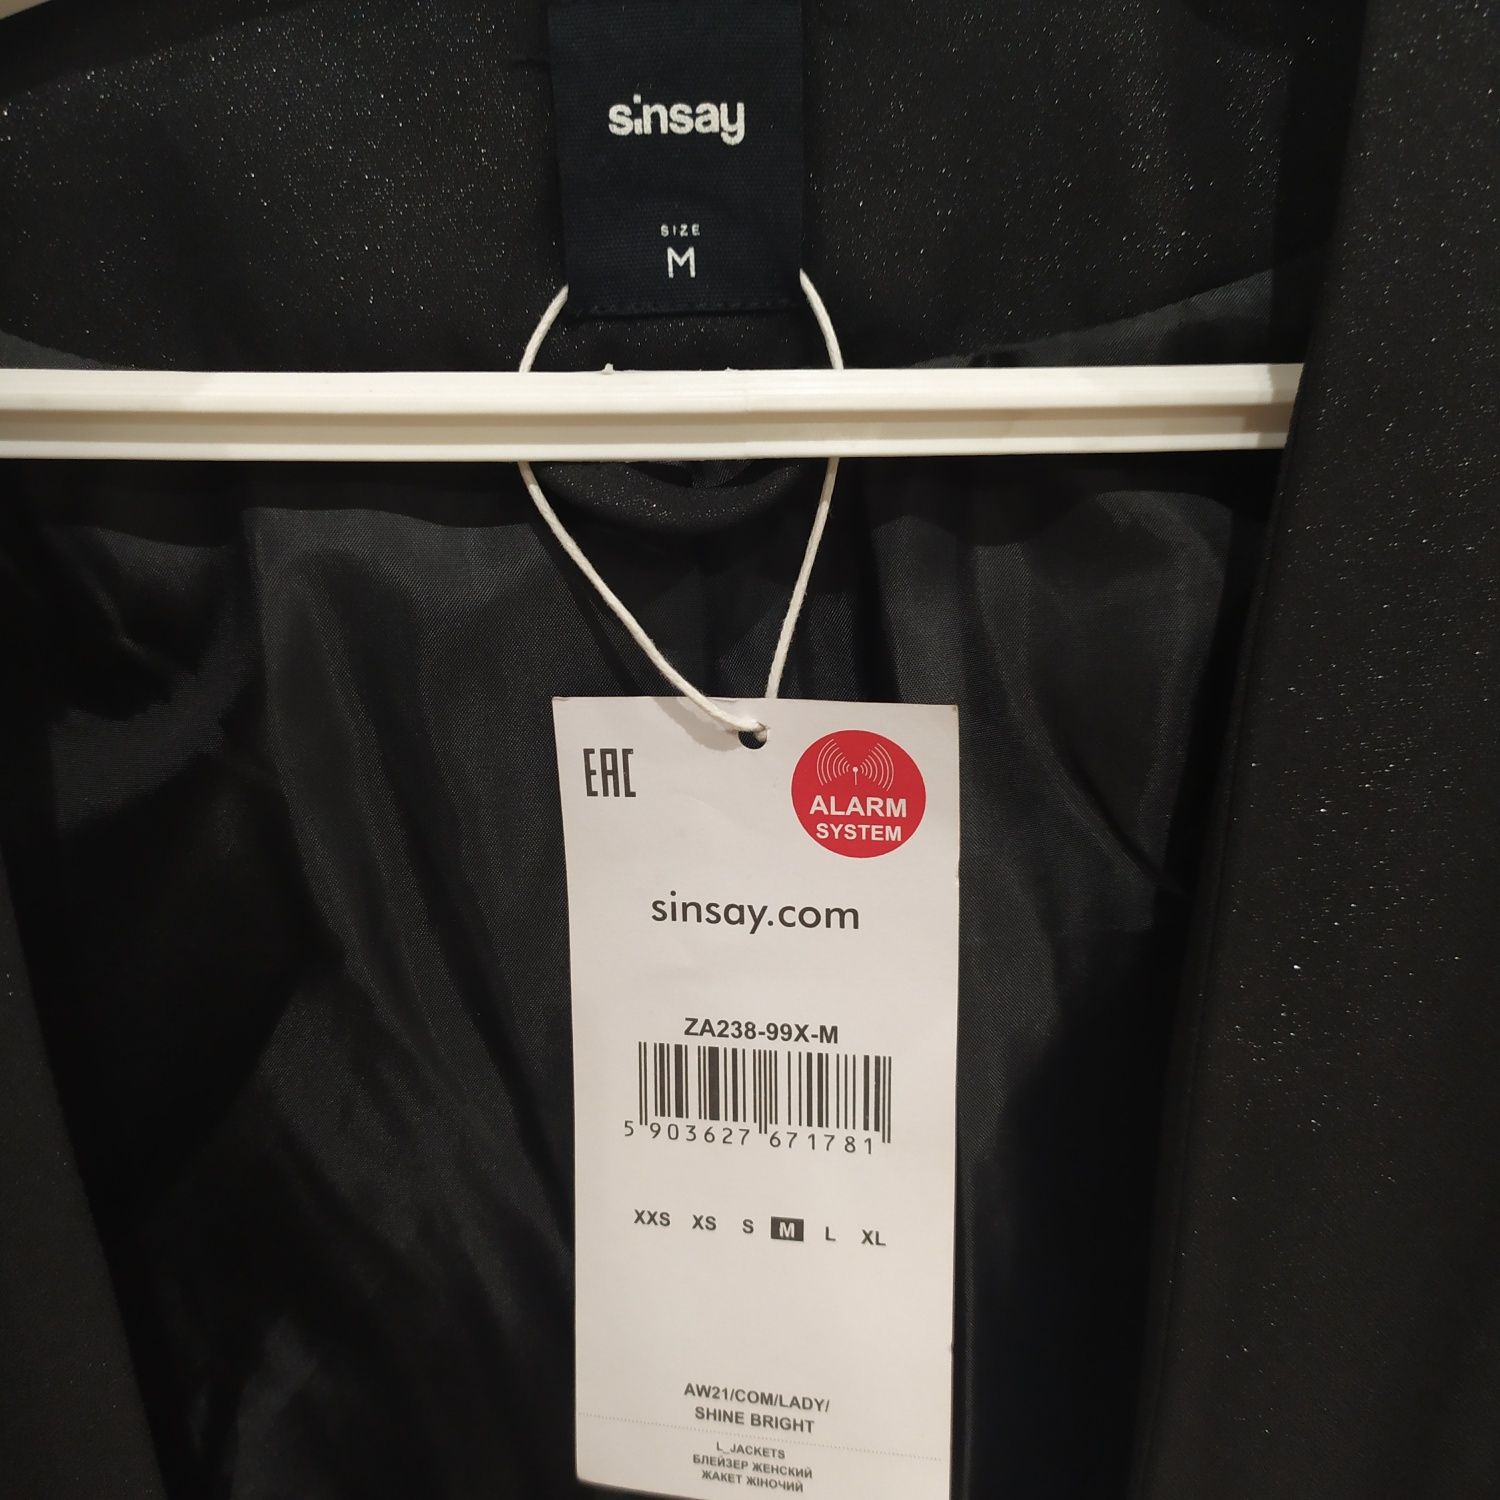 sinsay
SIZE
M
EAC
ALARM
SYSTEM
sinsay.com
ZA238-99X-M
5 903627 671781
XXS XS S M L XL
AW21/COM/LADY/
SHINE BRIGHT
L_JACKETS
БЛЕЙЗЕР ЖЕНСКИЙ
ЖАКЕТ ЖІНОЧИЙ